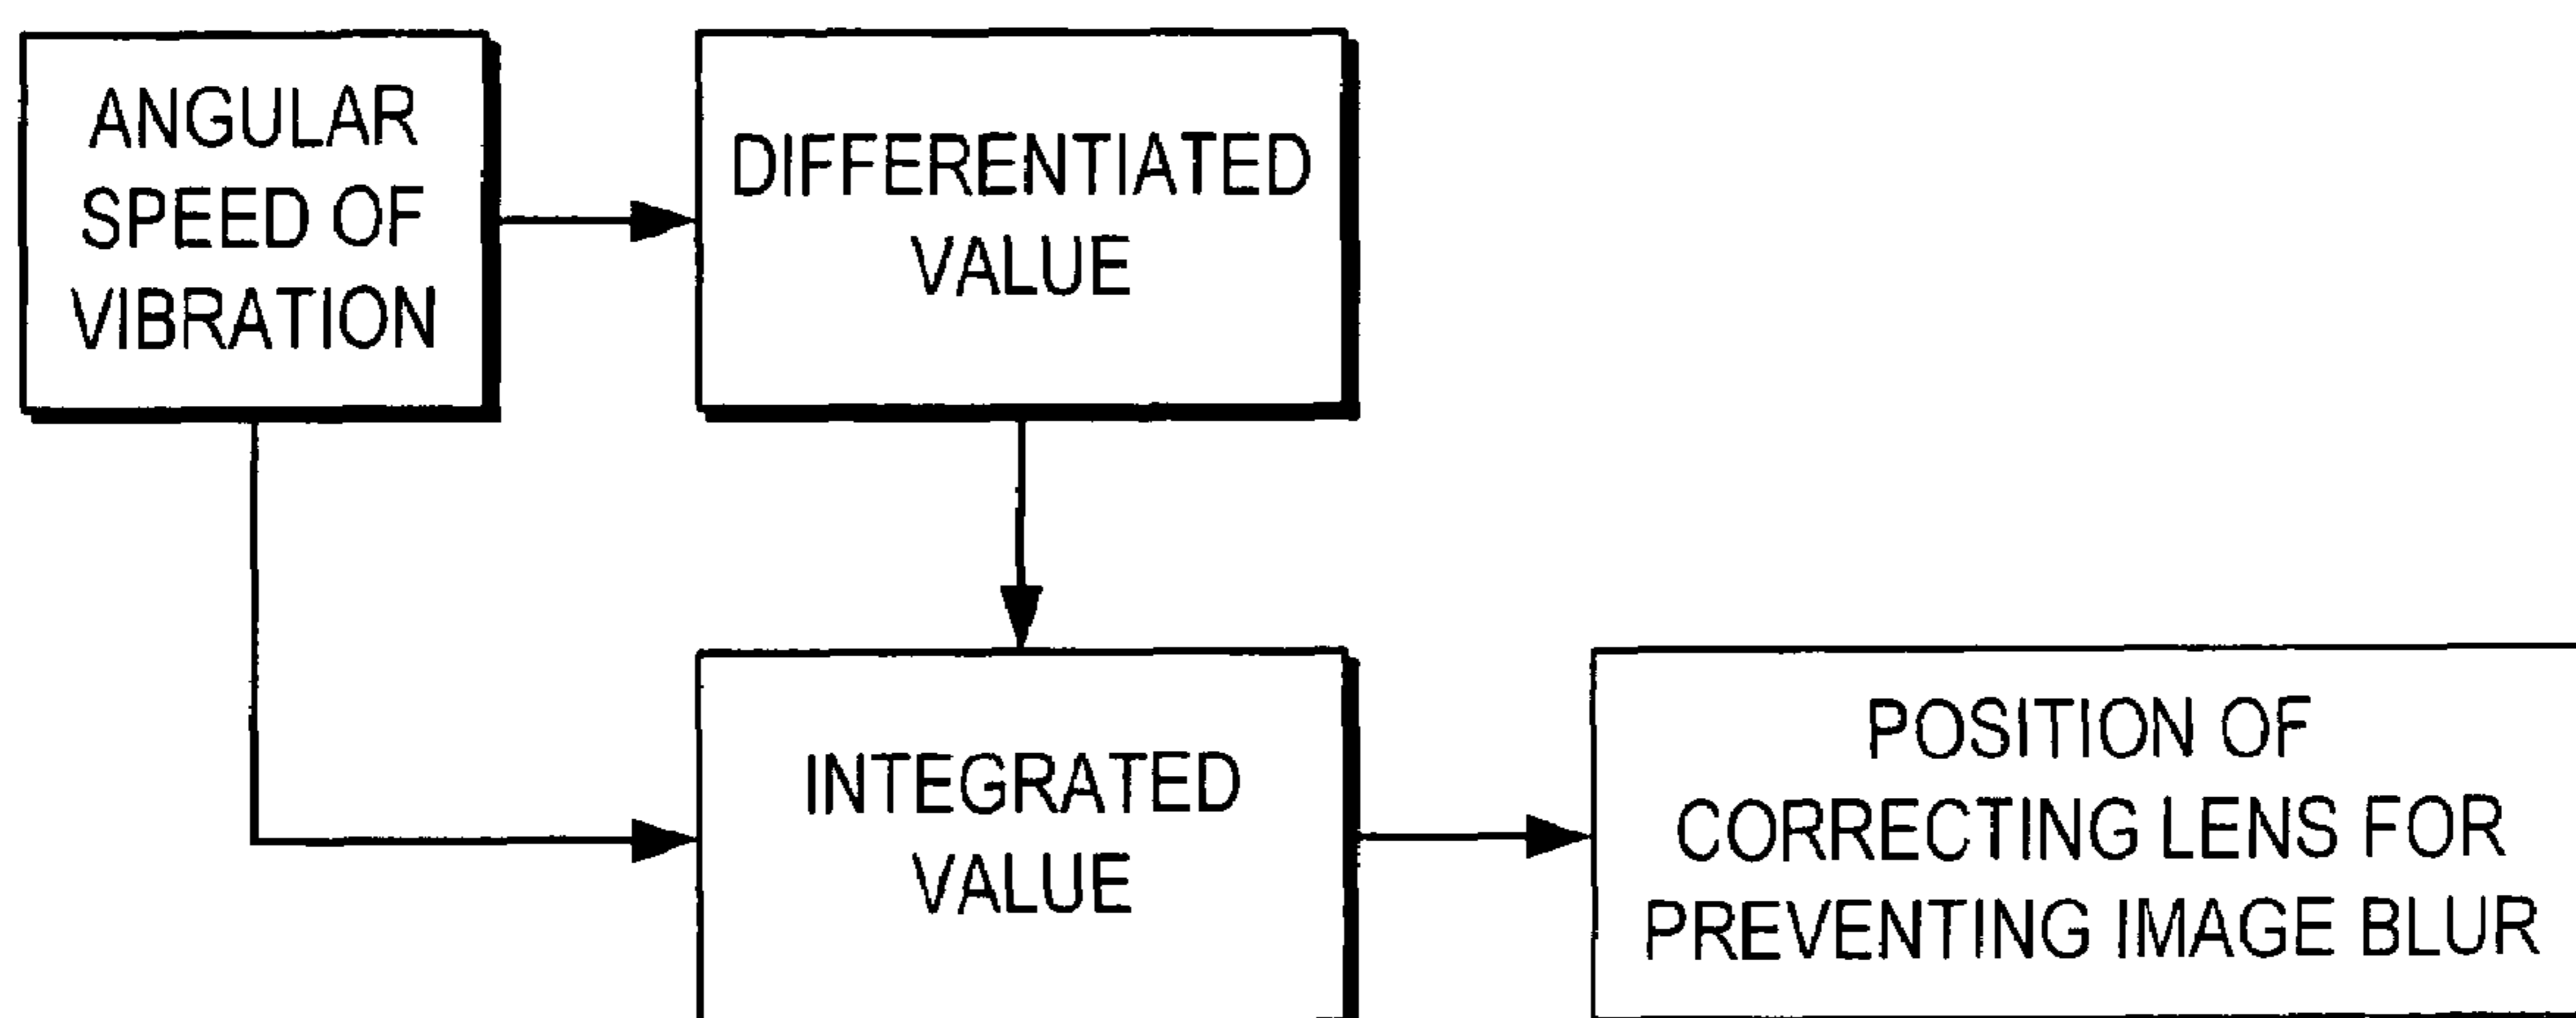 ANGULAR
SPEED OF
VIBRATION
DIFFERENTIATED
VALUE
INTEGRATED
VALUE
POSITION OF
CORRECTING LENS FOR
PREVENTING IMAGE BLUR